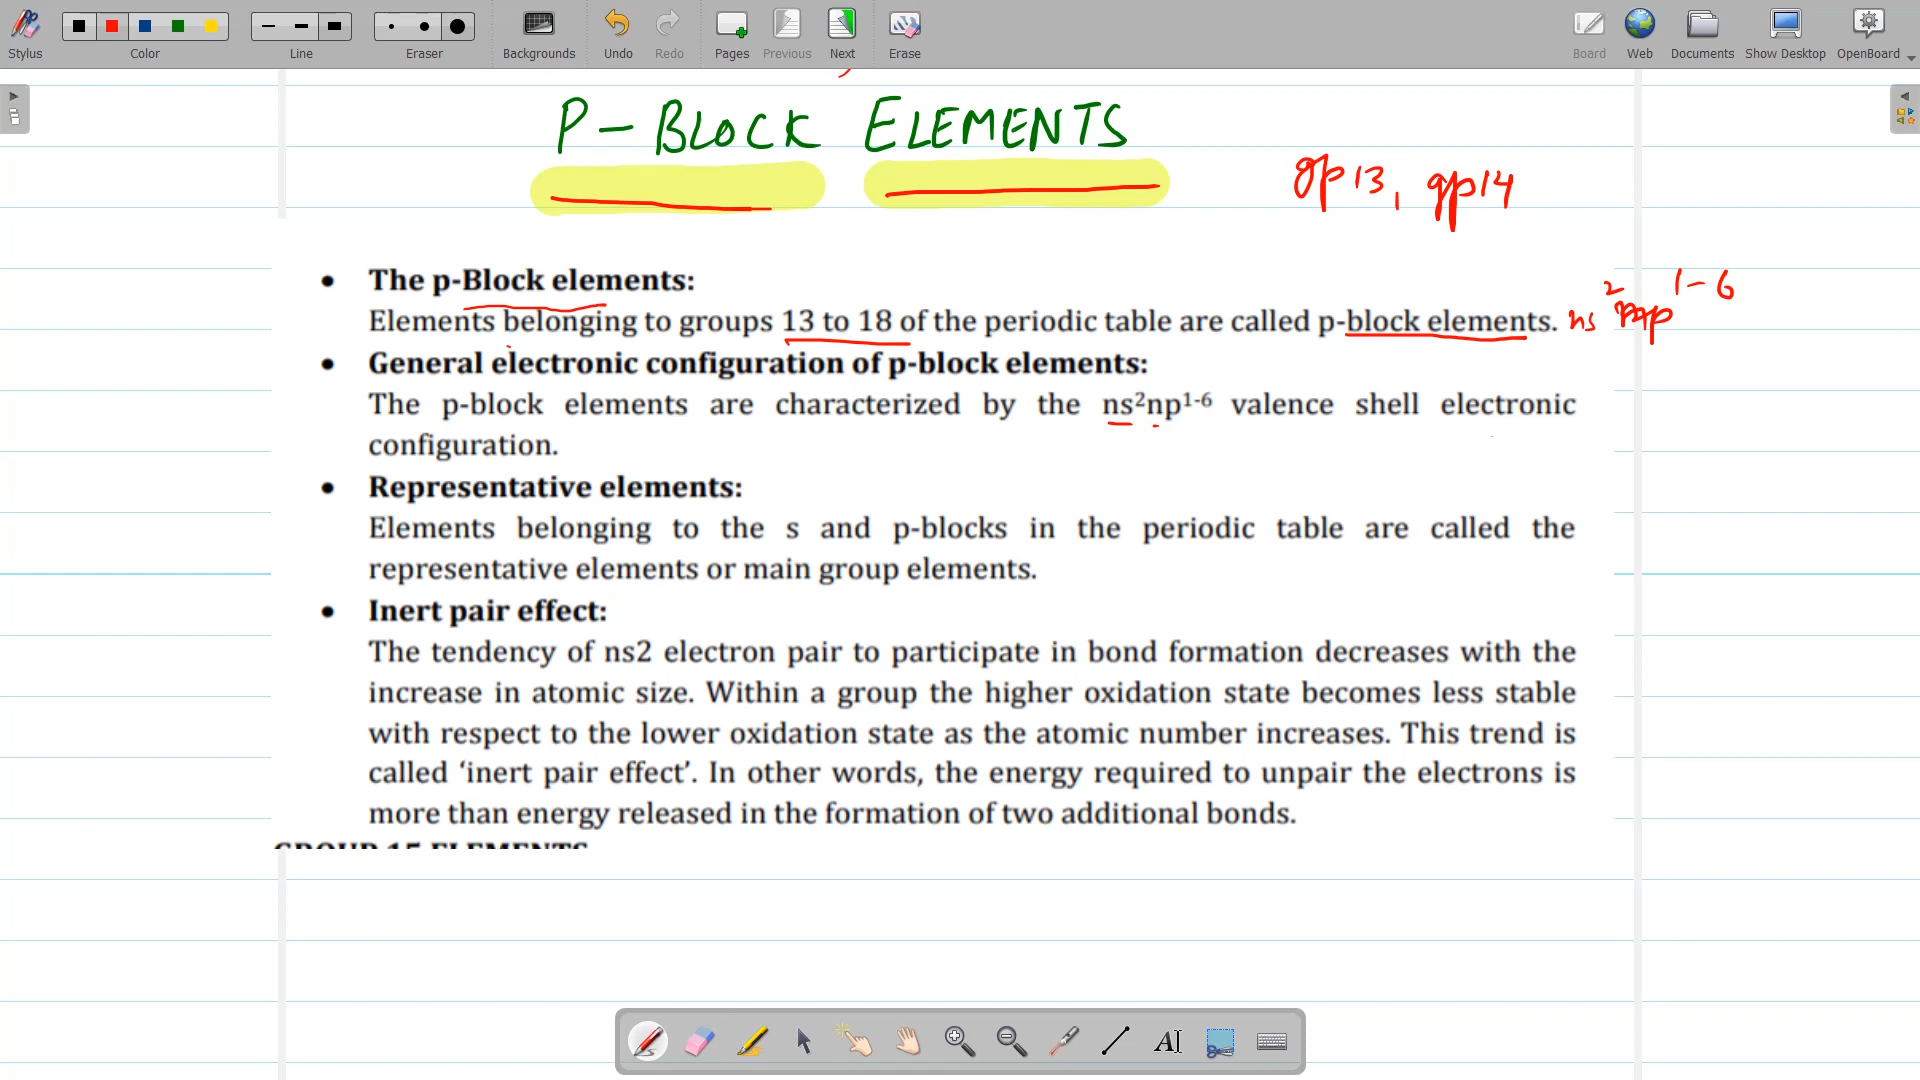 Stylus
Color
Line
Eraser
Backgrounds
Undo
Redo
Pages
Previous
Next
Erase
Board
Web
Documents
Show Desktop
OpenBoard
P-BLOCK ELEMENTS
gp13, gp14
• The p-Block elements:
Elements belonging to groups 13 to 18 of the periodic table are called p-block elements.
ns² np¹⁻⁶
• General electronic configuration of p-block elements:
The p-block elements are characterized by the ns²np¹⁻⁶ valence shell electronic
configuration.
• Representative elements:
Elements belonging to the s and p-blocks in the periodic table are called the
representative elements or main group elements.
• Inert pair effect:
The tendency of ns2 electron pair to participate in bond formation decreases with the
increase in atomic size. Within a group the higher oxidation state becomes less stable
with respect to the lower oxidation state as the atomic number increases. This trend is
called ‘inert pair effect’. In other words, the energy required to unpair the electrons is
more than energy released in the formation of two additional bonds.
GROUP 15 ELEMENTS